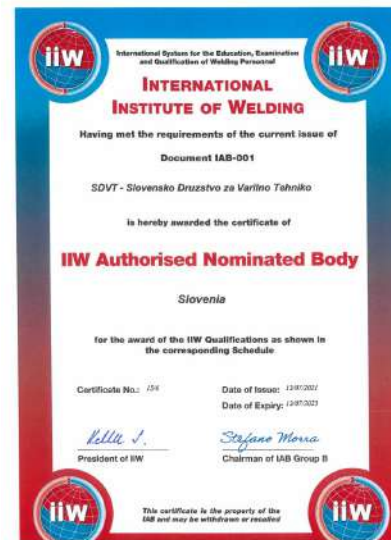 iiw
iiw
International System for the Education, Examination
and Qualification of Welding Personnel
INTERNATIONAL
INSTITUTE OF WELDING
Having met the requirements of the current issue of
Document IAB-001
SDVT - Slovensko Druzstvo za Varilno Tehniko
is hereby awarded the certificate of
IIW Authorised Nominated Body
Slovenia
for the award of the IIW Qualifications as shown in
the corresponding Schedule
Certificate No.:
Date of Issue:
Date of Expiry:
Stefano Morra
President of IIW
Chairman of IAB Group B
iiw
iiw
This certificate is the property of the
IAB and may be withdrawn or recalled